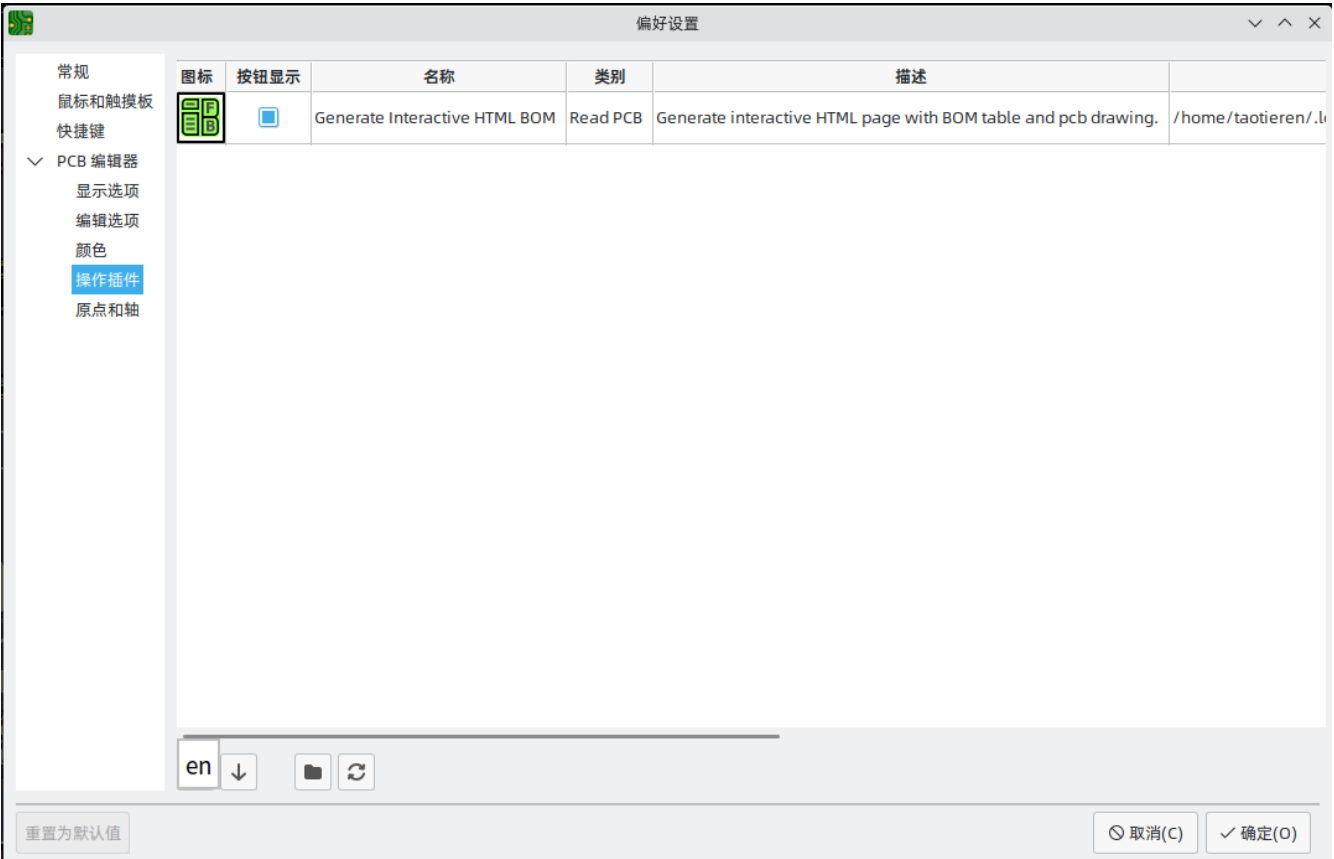 偏好设置
常规
鼠标和触摸板
快捷键
PCB 编辑器
显示选项
编辑选项
颜色
操作插件
原点和轴
图标 按钮显示 名称 类别 描述
F
B
Generate Interactive HTML BOM Read PCB Generate interactive HTML page with BOM table and pcb drawing. /home/taotieren/.l
en
重置为默认值
取消(C) 确定(O)